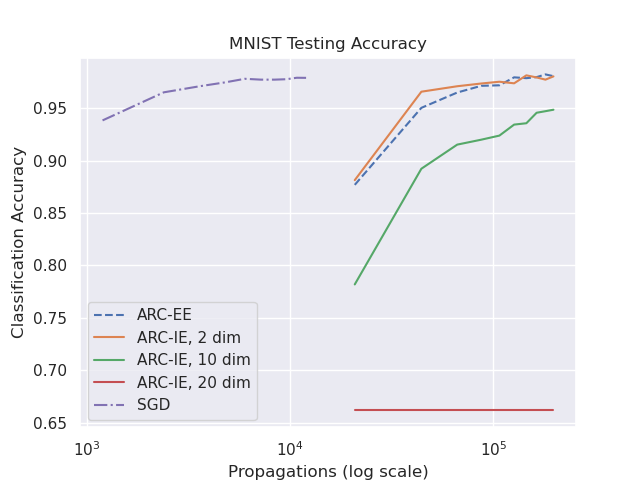 MNIST Testing Accuracy
Classification Accuracy
0.95
0.90
0.85
0.80
0.75
0.70
0.65
ARC-EE
ARC-IE, 2 dim
ARC-IE, 10 dim
ARC-IE, 20 dim
SGD
10³ 10⁴ 10⁵
Propagations (log scale)